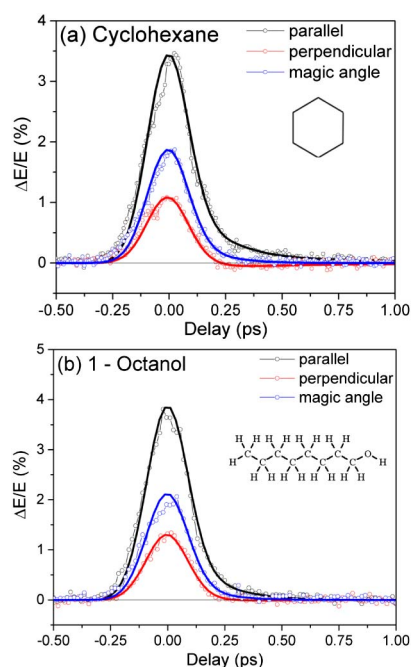 (a) Cyclohexane
parallel
perpendicular
magic angle
ΔE/E (%)
4
3
2
1
0
-0.50 -0.25 0.00 0.25 0.50 0.75 1.00
Delay (ps)
(b) 1 - Octanol
parallel
perpendicular
magic angle
ΔE/E (%)
5
4
3
2
1
0
H H H H H H H H
H C C C C C C C C O H
H H H H H H H H
-0.50 -0.25 0.00 0.25 0.50 0.75 1.00
Delay (ps)